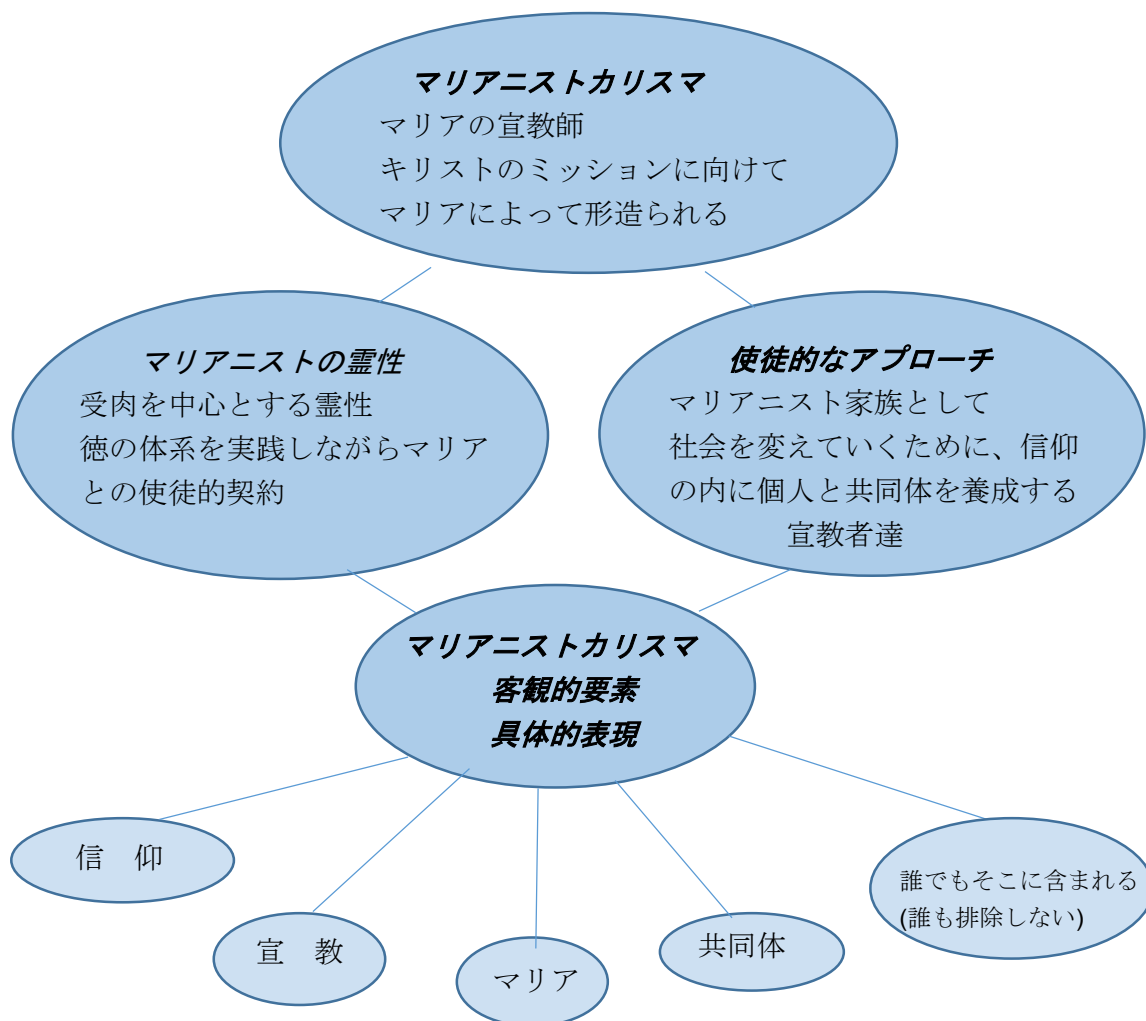 マリアニストカリスマ
マリアの宣教師
キリストのミッションに向けて
マリアによって形造られる
マリアニストの霊性
受肉を中心とする霊性
徳の体系を実践しながらマリア
との使徒的契約
使徒的なアプローチ
マリアニスト家族として
社会を変えていくために、信仰
の内に個人と共同体を養成する
宣教者達
マリアニストカリスマ
客観的要素
具体的表現
信　仰
宣　教
マリア
共同体
誰でもそこに含まれる
(誰も排除しない)